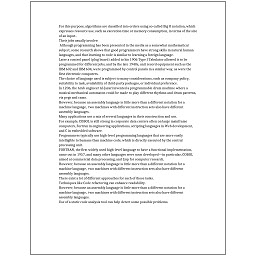 For this purpose, algorithms are classified into orders using so-called Big O notation, which
expresses resource use, such as execution time or memory consumption, in terms of the size
of an input.
Their jobs usually involve:
Although programming has been presented in the media as a somewhat mathematical
subject, some research shows that good programmers have strong skills in natural human
languages, and that learning to code is similar to learning a foreign language.
Later a control panel (plug board) added to his 1906 Type I Tabulator allowed it to be
programmed for different jobs, and by the late 1940s, unit record equipment such as the
IBM 602 and IBM 604, were programmed by control panels in a similar way, as were the
first electronic computers.
The choice of language used is subject to many considerations, such as company policy,
suitability to task, availability of third-party packages, or individual preference.
In 1206, the Arab engineer Al-Jazari invented a programmable drum machine where a
musical mechanical automaton could be made to play different rhythms and drum patterns,
via pegs and cams.
However, because an assembly language is little more than a different notation for a
machine language, two machines with different instruction sets also have different
assembly languages.
Many applications use a mix of several languages in their construction and use.
For example, COBOL is still strong in corporate data centers often on large mainframe
computers, Fortran in engineering applications, scripting languages in Web development,
and C in embedded software.
Programmers typically use high-level programming languages that are more easily
intelligible to humans than machine code, which is directly executed by the central
processing unit.
FORTRAN, the first widely used high-level language to have a functional implementation,
came out in 1957, and many other languages were soon developed—in particular, COBOL
aimed at commercial data processing, and Lisp for computer research.
However, because an assembly language is little more than a different notation for a
machine language, two machines with different instruction sets also have different
assembly languages.
There exist a lot of different approaches for each of those tasks.
Techniques like Code refactoring can enhance readability.
However, because an assembly language is little more than a different notation for a
machine language, two machines with different instruction sets also have different
assembly languages.
Use of a static code analysis tool can help detect some possible problems.